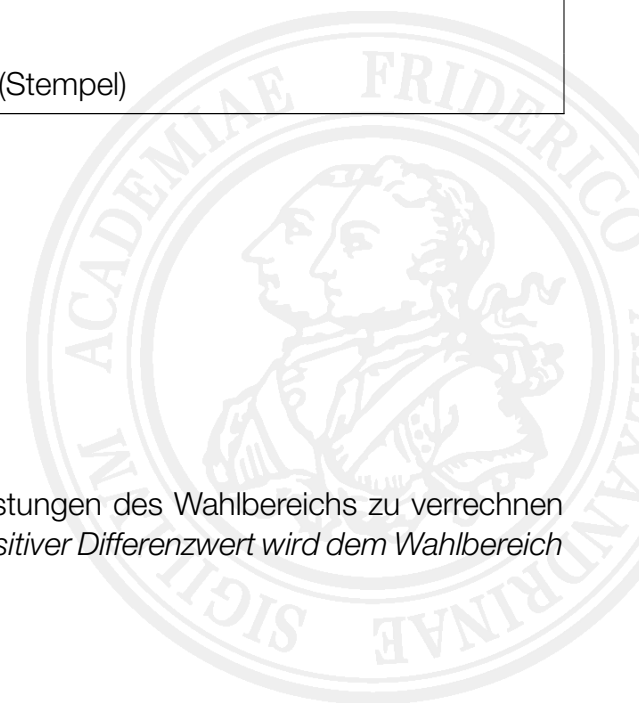 (Stempel)
stungen des Wahlbereichs zu verrechnen
sitiver Differenzwert wird dem Wahlbereich
ACADEMIAE FRIDERICO
SIGILLUM